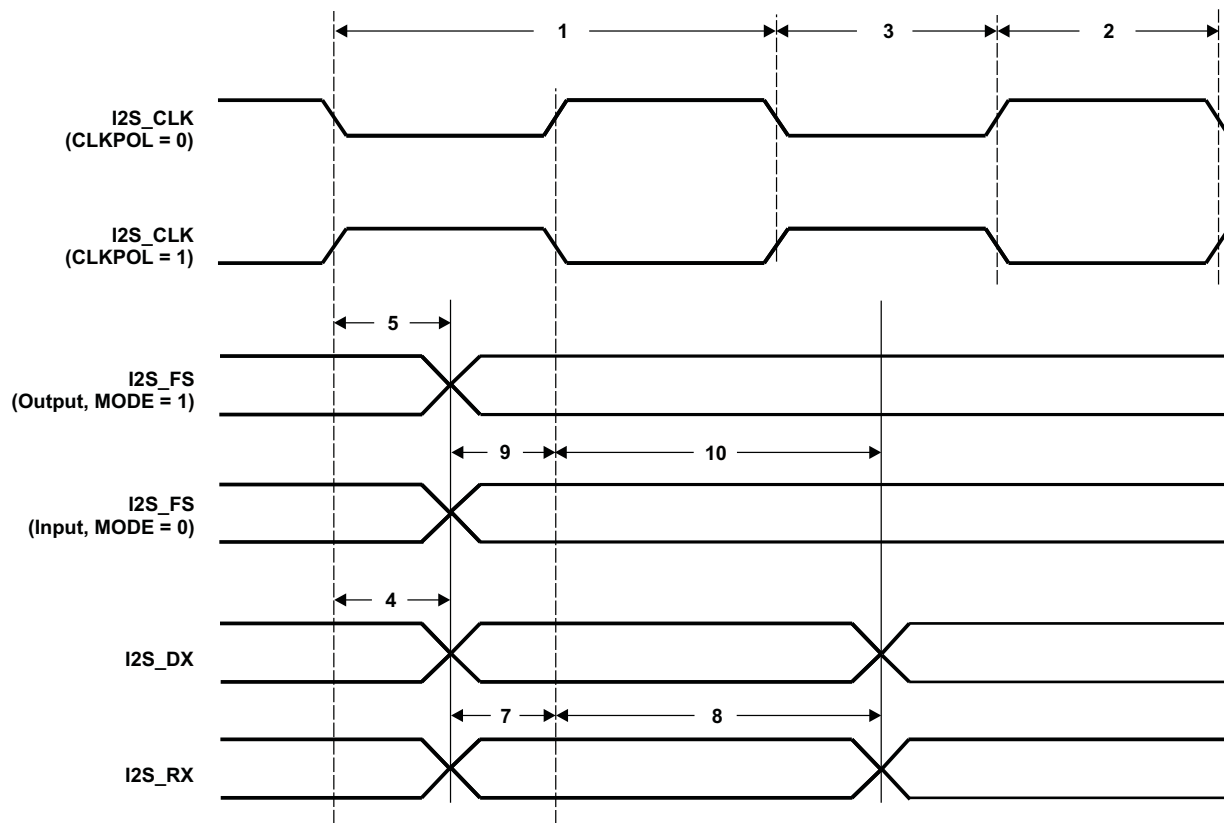 1
3
2
I2S_CLK
(CLKPOL = 0)
I2S_CLK
(CLKPOL = 1)
5
I2S_FS
(Output, MODE = 1)
9
10
I2S_FS
(Input, MODE = 0)
4
I2S_DX
7
8
I2S_RX